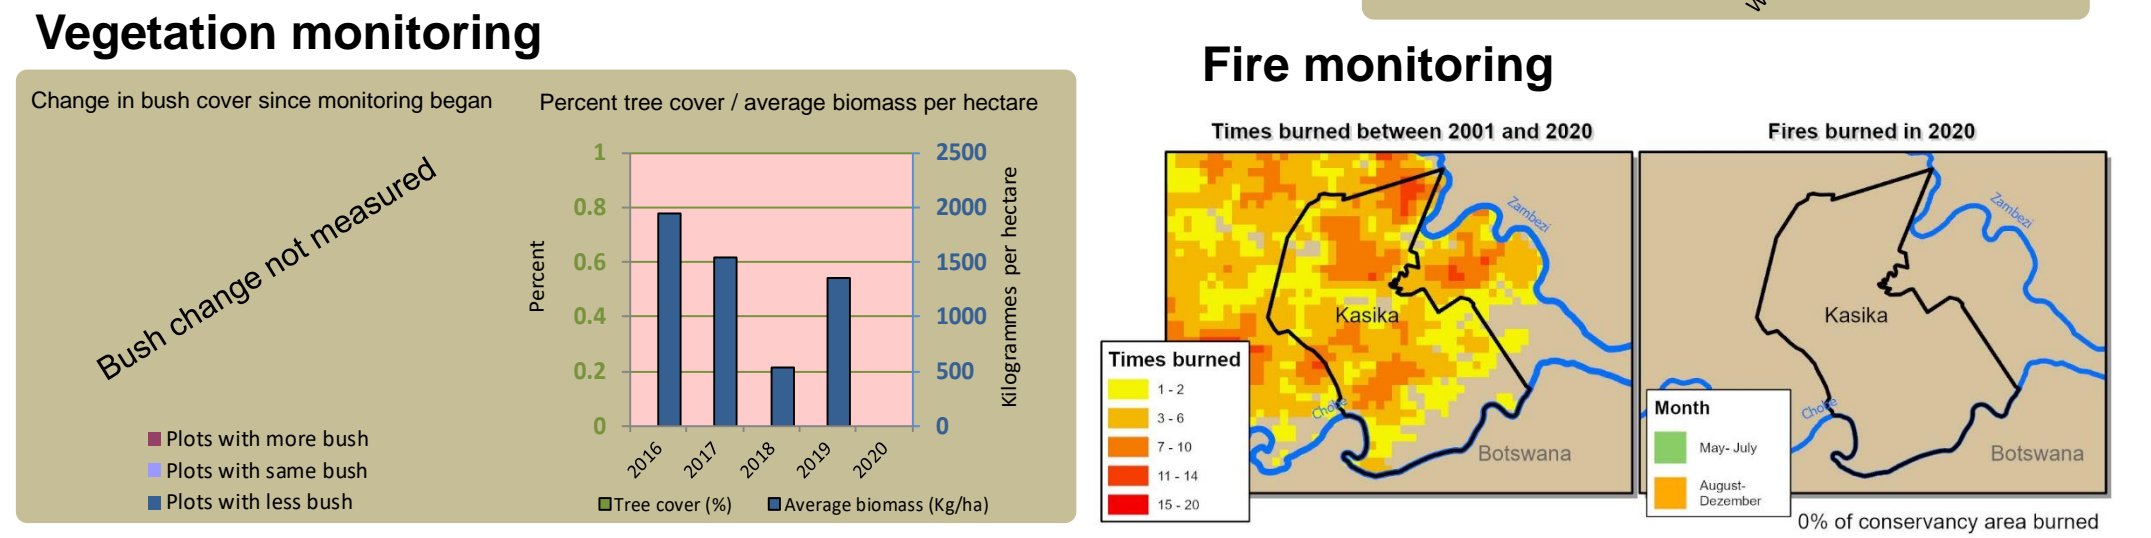 Vegetation monitoring
Change in bush cover since monitoring began
Bush change not measured
Plots with more bush
Plots with same bush
Plots with less bush
Percent tree cover / average biomass per hectare
1
0.8
0.6
0.4
0.2
0
Percent
2500
2000
1500
1000
500
0
Kilogrammes per hectare
2016
2017
2018
2019
2020
Tree cover (%)
Average biomass (Kg/ha)
Fire monitoring
Times burned between 2001 and 2020
Zambezi
Kasika
Chobe
Botswana
Times burned
1 - 2
3 - 6
7 - 10
11 - 14
15 - 20
Fires burned in 2020
Zambezi
Kasika
Chobe
Botswana
Month
May- July
August-
Dezember
0% of conservancy area burned